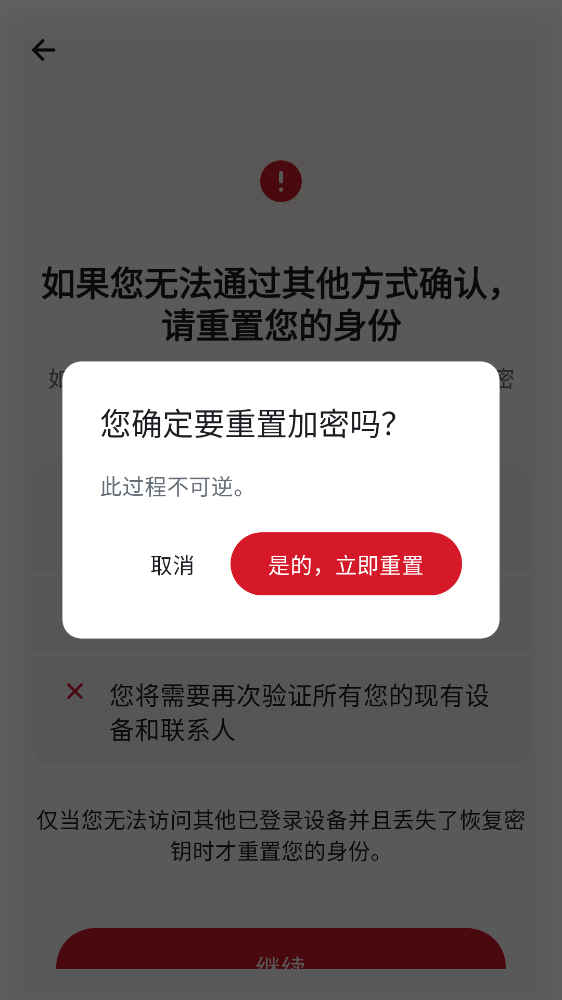 如果您无法通过其他方式确认，
请重置您的身份
如
密
您确定要重置加密吗？
此过程不可逆。
取消
是的，立即重置
您将需要再次验证所有您的现有设
备和联系人
仅当您无法访问其他已登录设备并且丢失了恢复密
钥时才重置您的身份。
继续